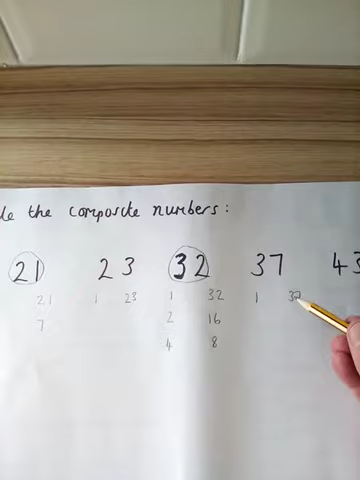 le the composite numbers:
21 23 32 37 43
21 1 23 1 32 1 37
7 2 16
4 8